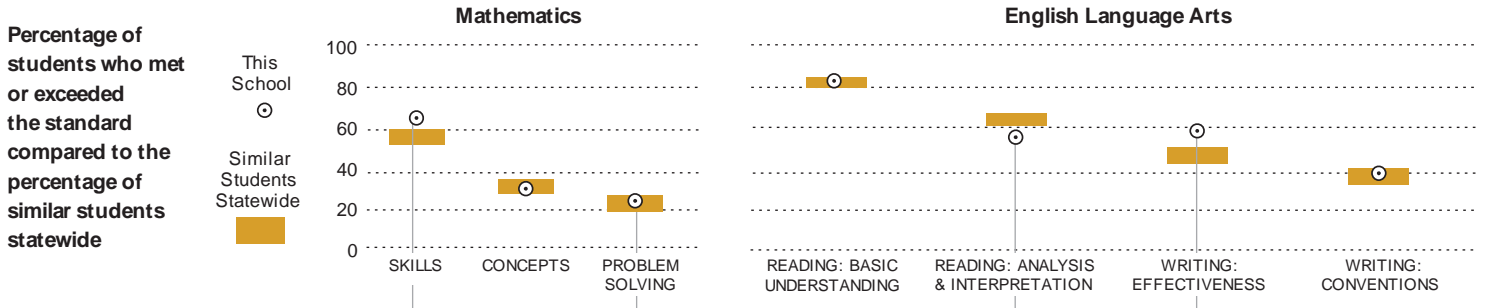 Percentage of
students who met
or exceeded
the standard
compared to the
percentage of
similar students
statewide
This
School
Similar
Students
Statewide
Mathematics
100
80
60
40
20
0
SKILLS
CONCEPTS
PROBLEM
SOLVING
English Language Arts
READING: BASIC
UNDERSTANDING
READING: ANALYSIS
& INTERPRETATION
WRITING:
EFFECTIVENESS
WRITING:
CONVENTIONS